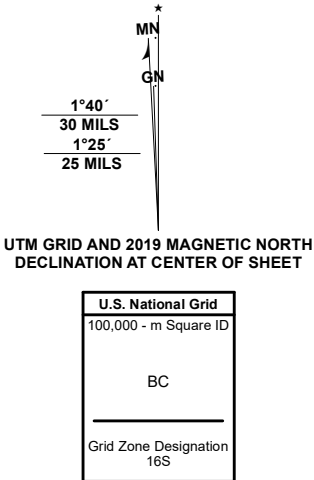 MN
GN
1°40´
30 MILS
1°25´
25 MILS
UTM GRID AND 2019 MAGNETIC NORTH
DECLINATION AT CENTER OF SHEET
U.S. National Grid
100,000 - m Square ID
BC
Grid Zone Designation
16S